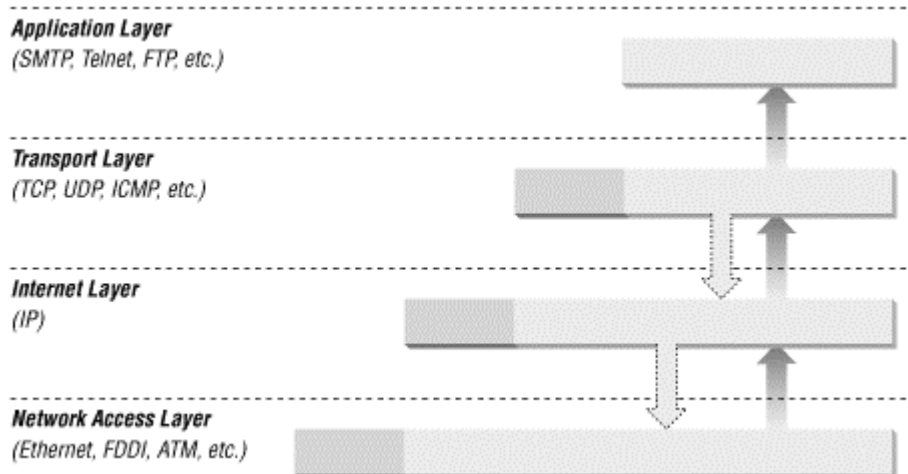 Application Layer
(SMTP, Telnet, FTP, etc.)
Transport Layer
(TCP, UDP, ICMP, etc.)
Internet Layer
(IP)
Network Access Layer
(Ethernet, FDDI, ATM, etc.)